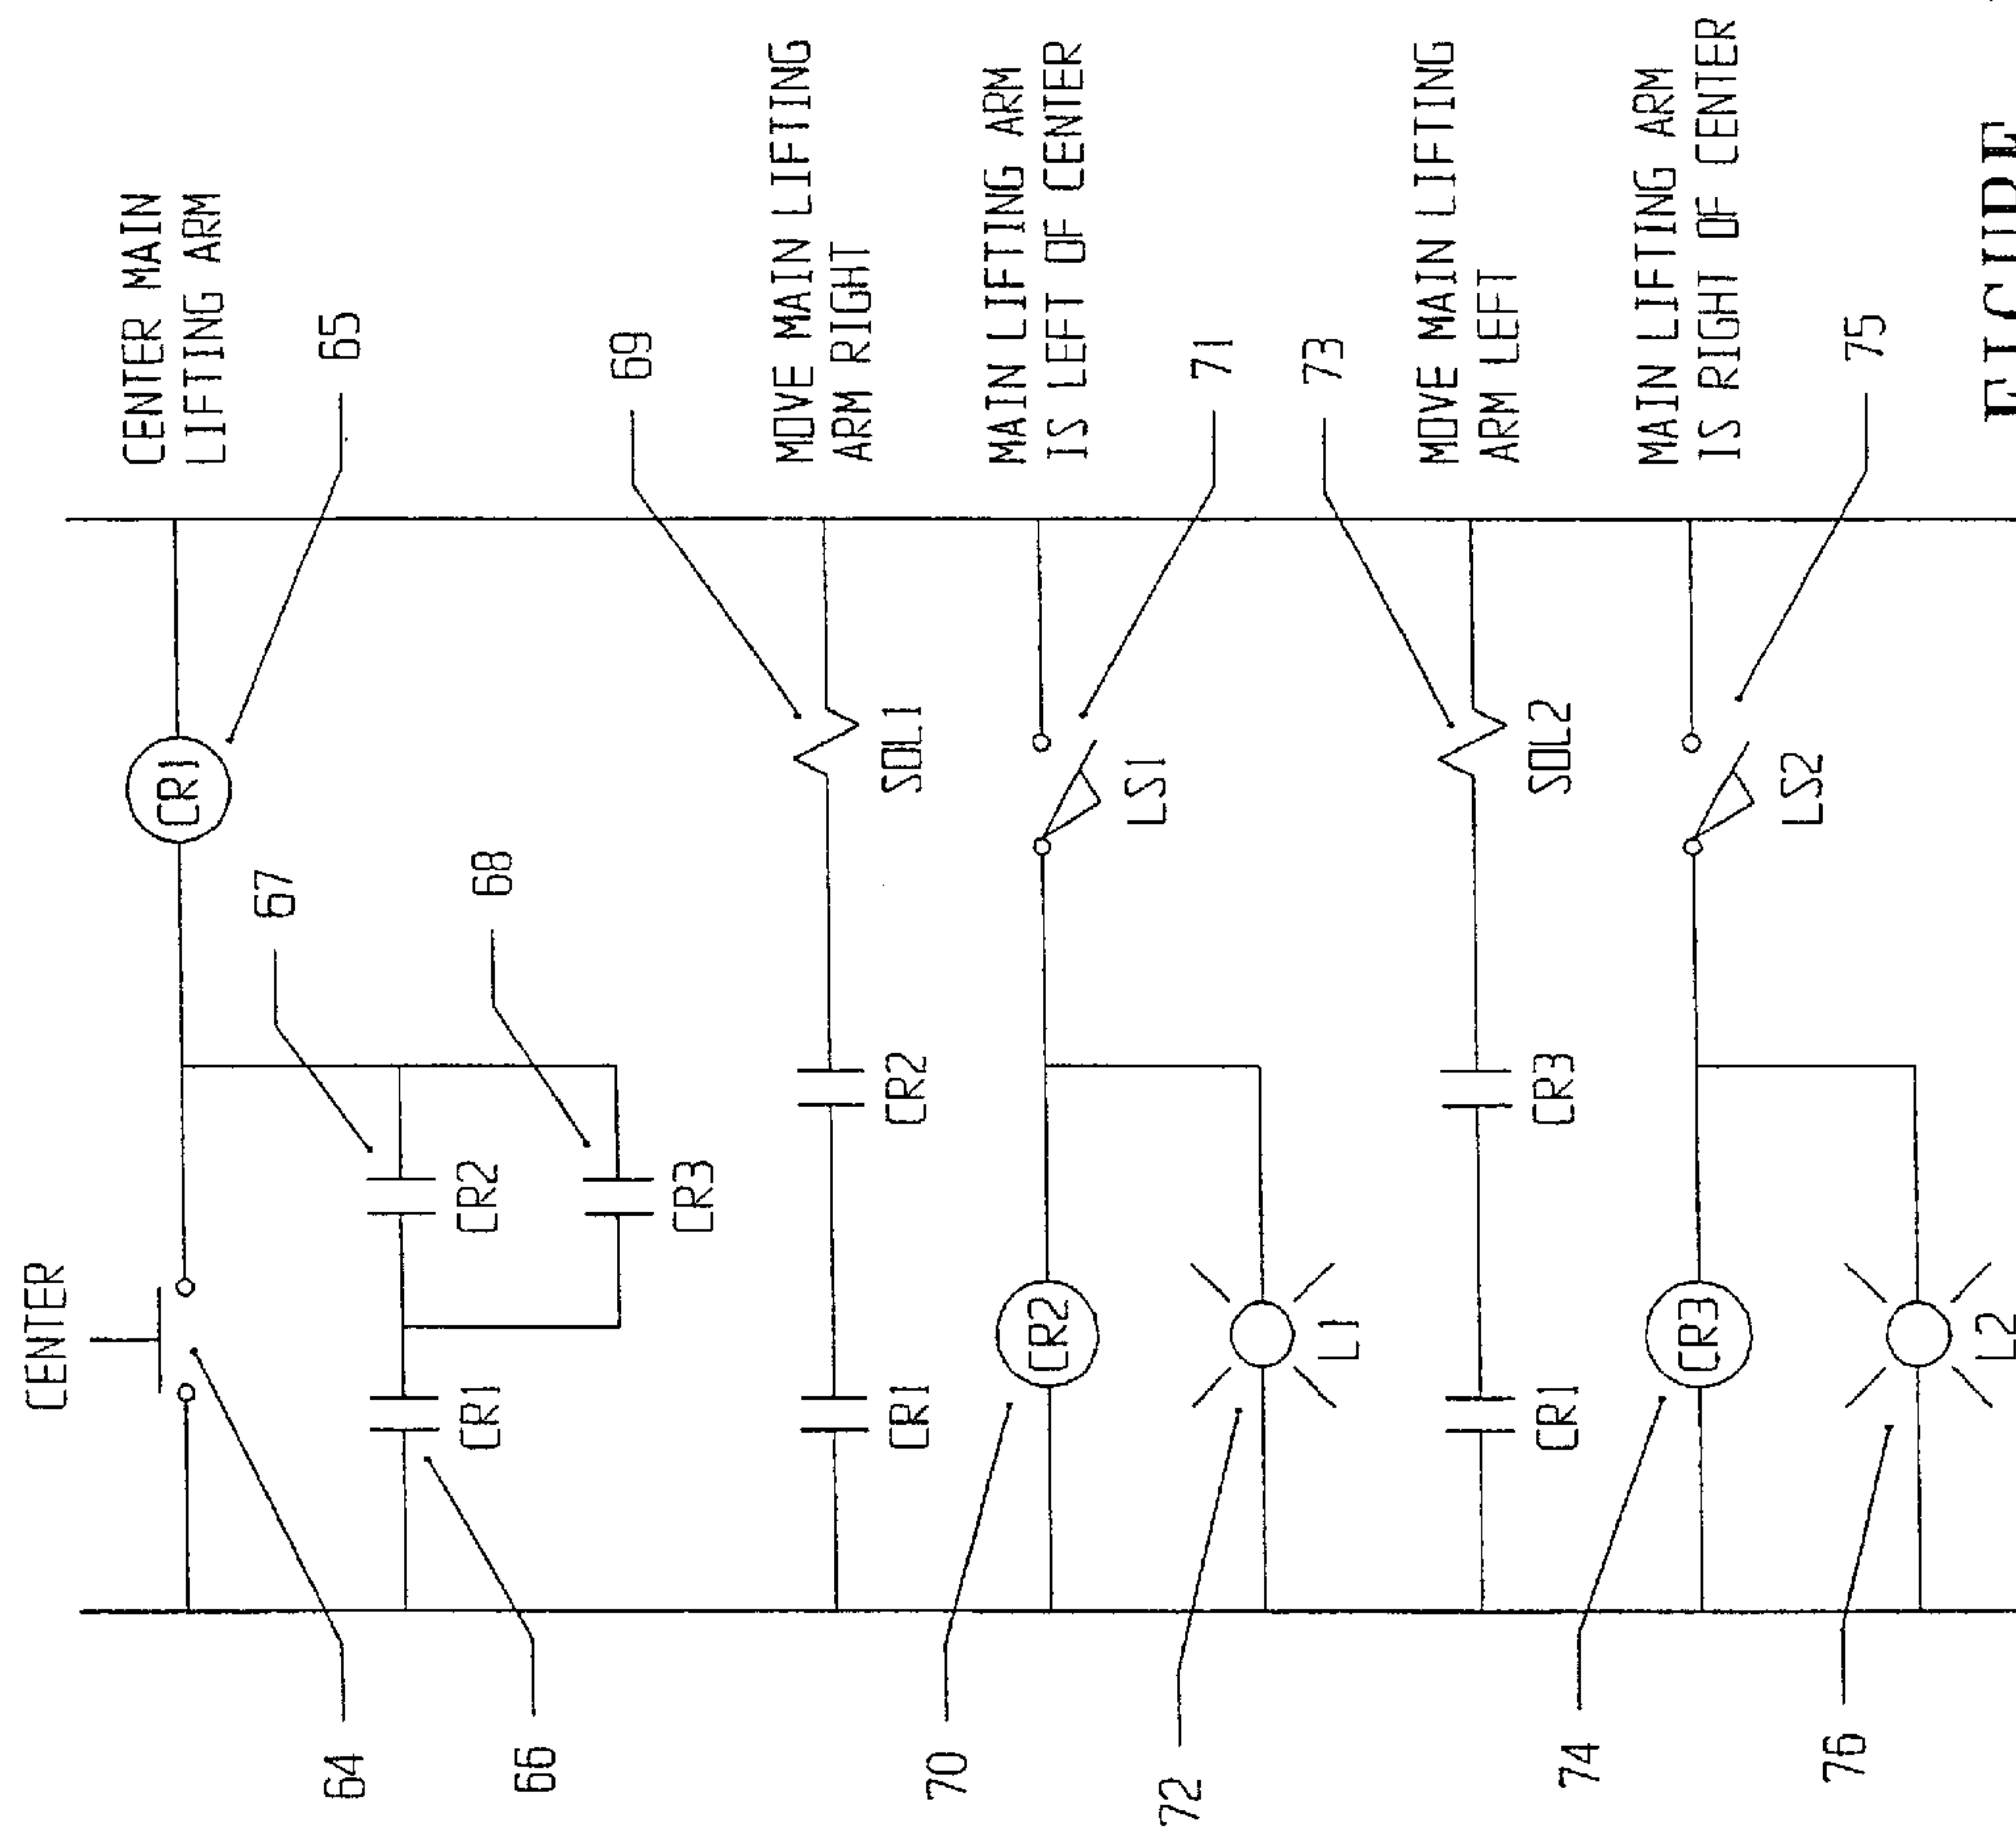 CENTER
CENTER MAIN
LIFTING ARM
CR1
65
64
67
CR2
68
CR1
66
CR3
69
MOVE MAIN LIFTING
ARM RIGHT
CR1
CR2
SOL1
MAIN LIFTING ARM
IS LEFT OF CENTER
70
CR2
LS1
71
72
L1
73
MOVE MAIN LIFTING
ARM LEFT
CR1
CR3
SOL2
MAIN LIFTING ARM
IS RIGHT OF CENTER
74
CR3
LS2
75
76
L2
FIGURE